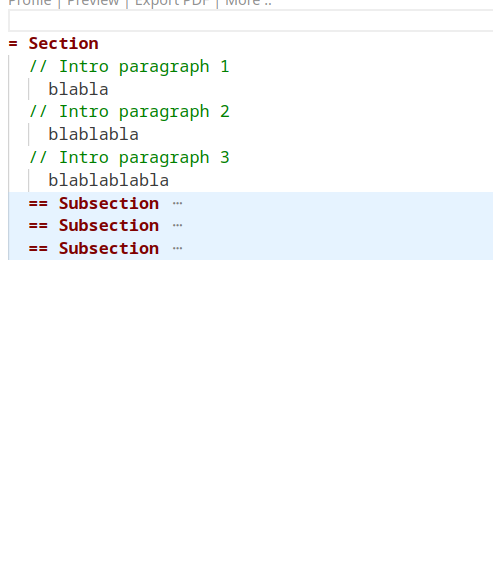 Profile | Preview | Export PDF | More ..
= Section
// Intro paragraph 1
blabla
// Intro paragraph 2
blablabla
// Intro paragraph 3
blablablabla
== Subsection ⋯
== Subsection ⋯
== Subsection ⋯